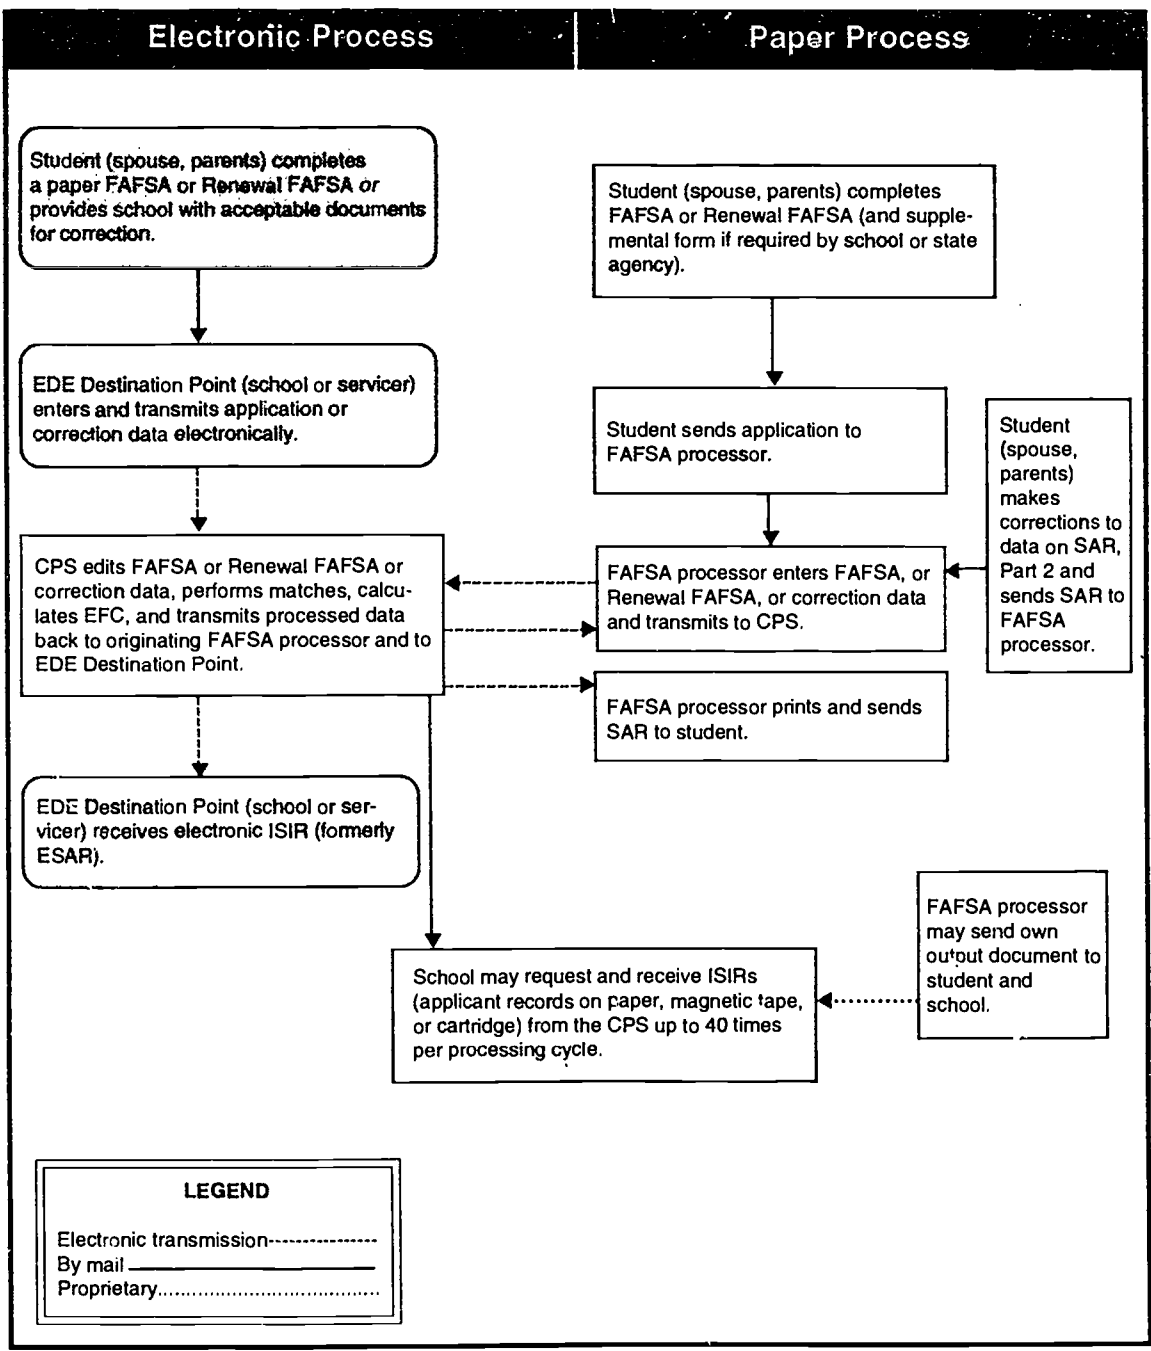 Electronic Process
Paper Process
Student (spouse, parents) completes
a paper FAFSA or Renewal FAFSA or
provides school with acceptable documents
for correction.
Student (spouse, parents) completes
FAFSA or Renewal FAFSA (and supple-
mental form if required by school or state
agency).
EDE Destination Point (school or servicer)
enters and transmits application or
correction data electronically.
Student sends application to
FAFSA processor.
Student
(spouse,
parents)
makes
corrections to
data on SAR,
Part 2 and
sends SAR to
FAFSA
processor.
CPS edits FAFSA or Renewal FAFSA or
correction data, performs matches, calcu-
lates EFC, and transmits processed data
back to originating FAFSA processor and to
EDE Destination Point.
FAFSA processor enters FAFSA, or
Renewal FAFSA, or correction data
and transmits to CPS.
FAFSA processor prints and sends
SAR to student.
EDE Destination Point (school or ser-
vicer) receives electronic ISIR (formerly
ESAR).
FAFSA processor
may send own
output document to
student and
school.
School may request and receive ISIRs
(applicant records on paper, magnetic tape,
or cartridge) from the CPS up to 40 times
per processing cycle.
LEGEND
Electronic transmission
By mail
Proprietary